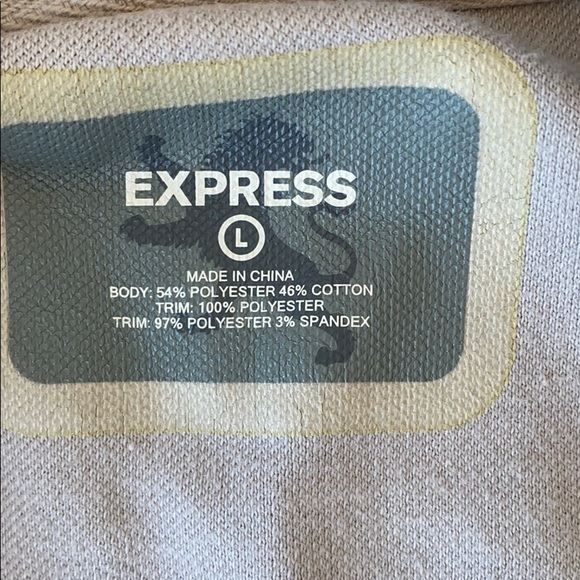 EXPRESS
L
MADE IN CHINA
BODY: 54% POLYESTER 46% COTTON
TRIM: 100% POLYESTER
TRIM: 97% POLYESTER 3% SPANDEX